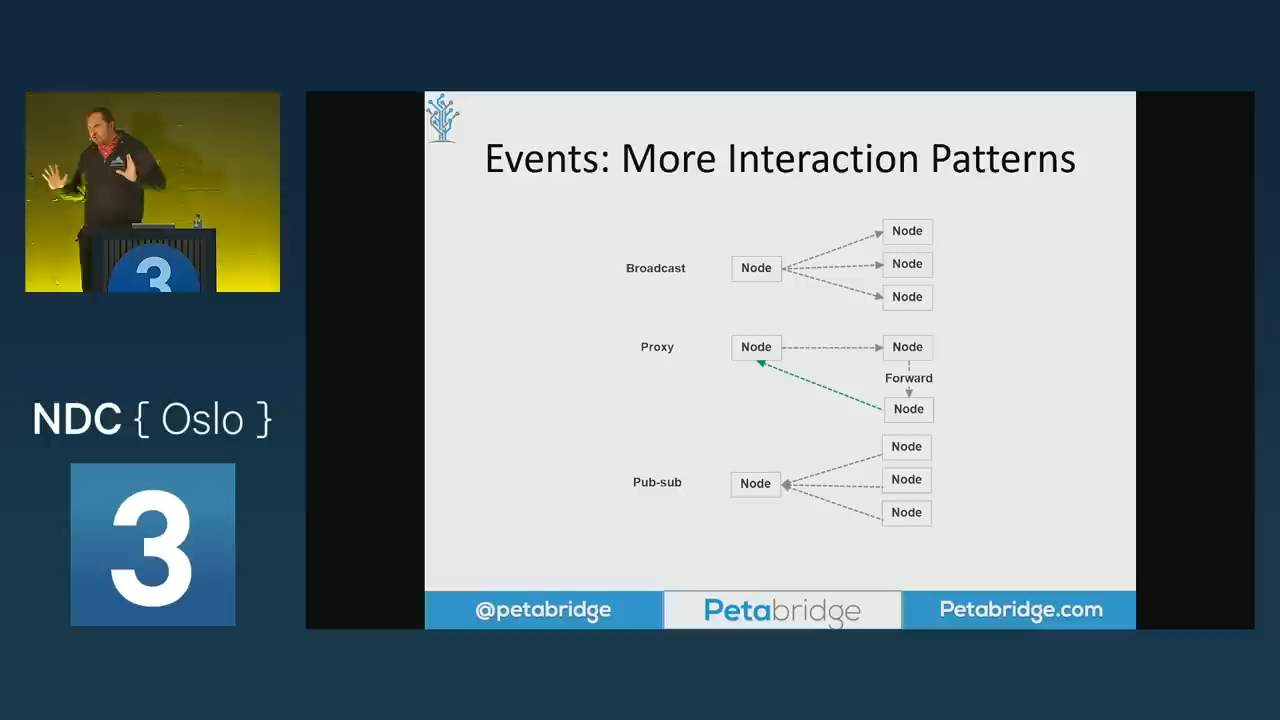 Events: More Interaction Patterns
Broadcast
Node
Node
Node
Node
Proxy
Node
Node
Forward
Node
Pub-sub
Node
Node
Node
Node
@petabridge
Petabridge
Petabridge.com
3
NDC { Oslo }
3